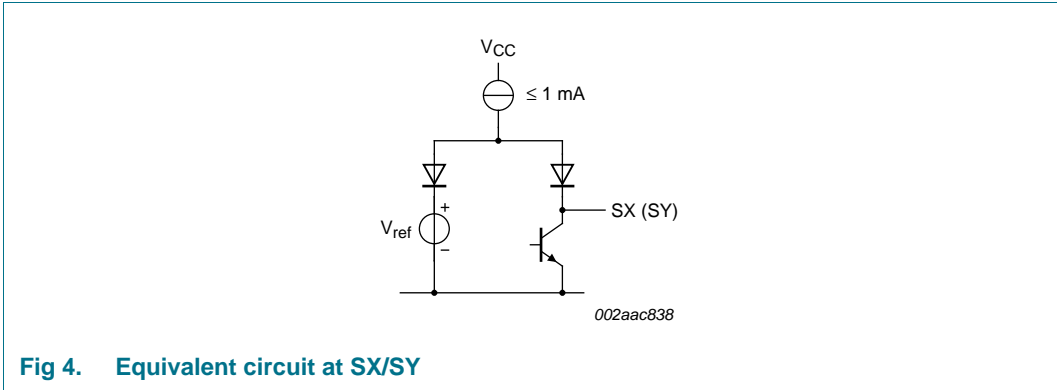 VCC
≤ 1 mA
+
SX (SY)
Vref
−
002aac838
Fig 4. Equivalent circuit at SX/SY